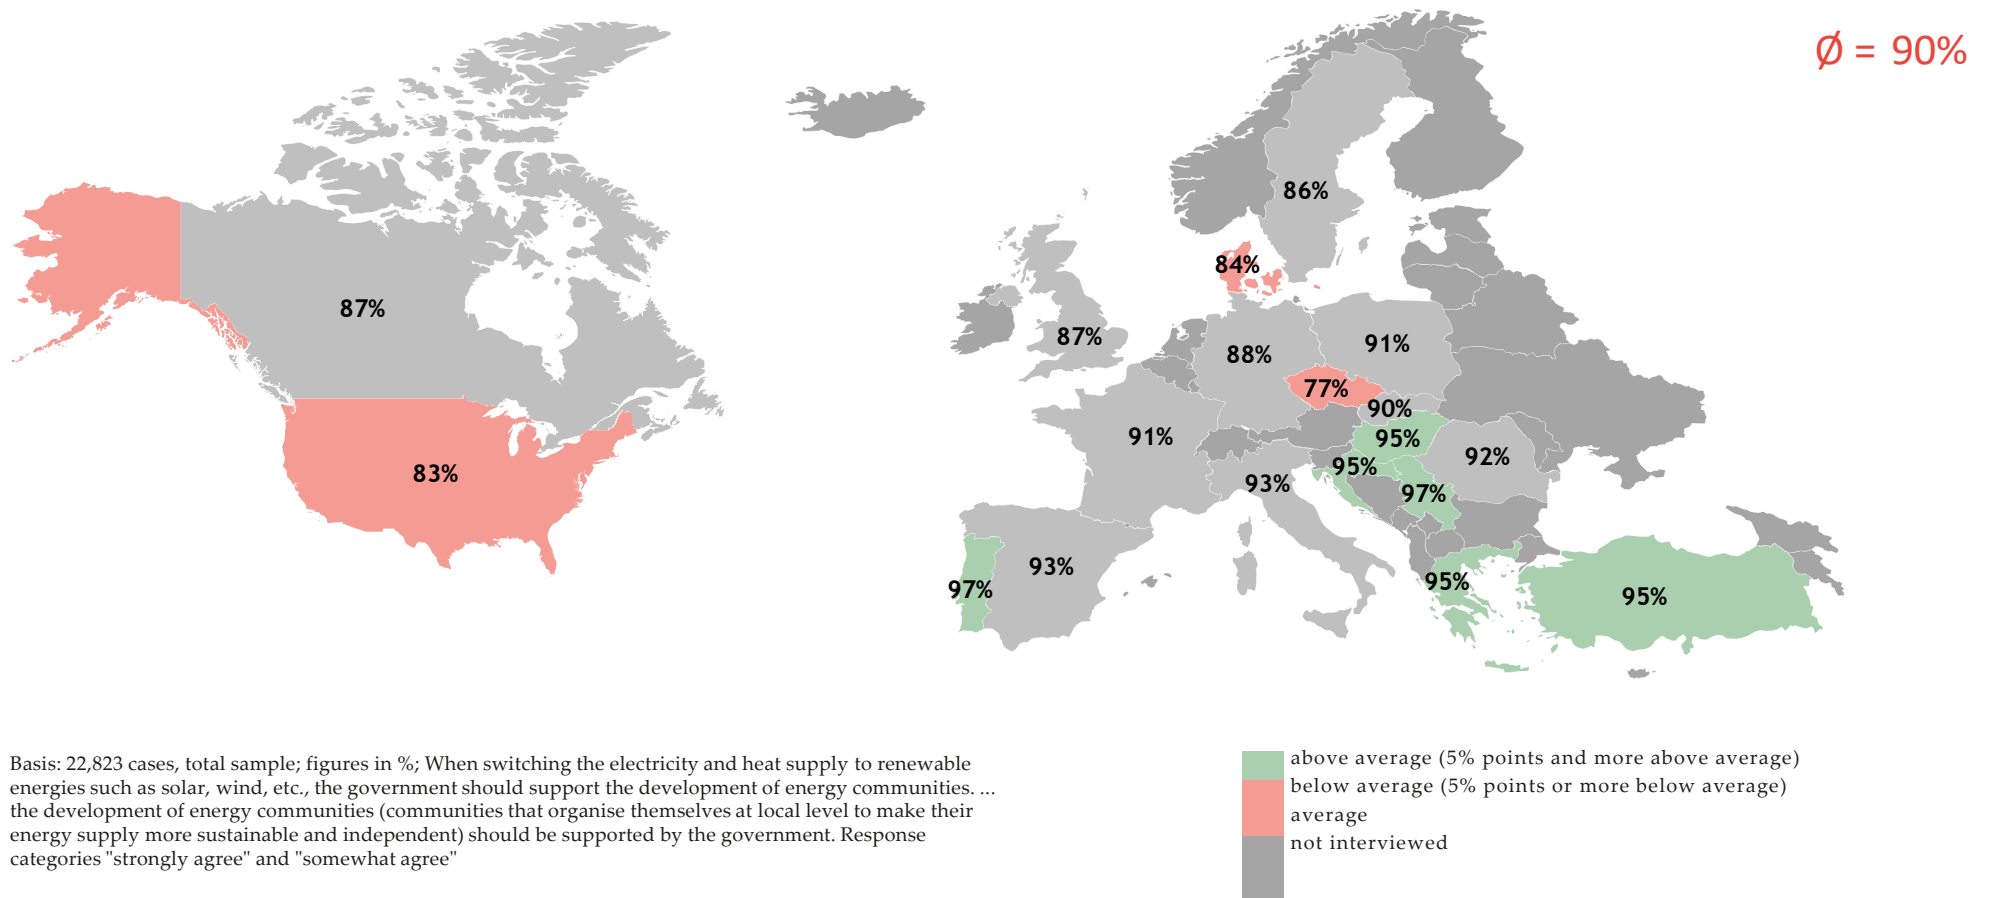 Ø = 90%
86%
84%
87%
87%
91%
88%
77%
90%
91%
95%
92%
95%
93%
97%
83%
93%
97%
95%
95%
Basis: 22,823 cases, total sample; figures in %; When switching the electricity and heat supply to renewable
energies such as solar, wind, etc., the government should support the development of energy communities. ...
the development of energy communities (communities that organise themselves at local level to make their
energy supply more sustainable and independent) should be supported by the government. Response
categories "strongly agree" and "somewhat agree"
above average (5% points and more above average)
below average (5% points or more below average)
average
not interviewed